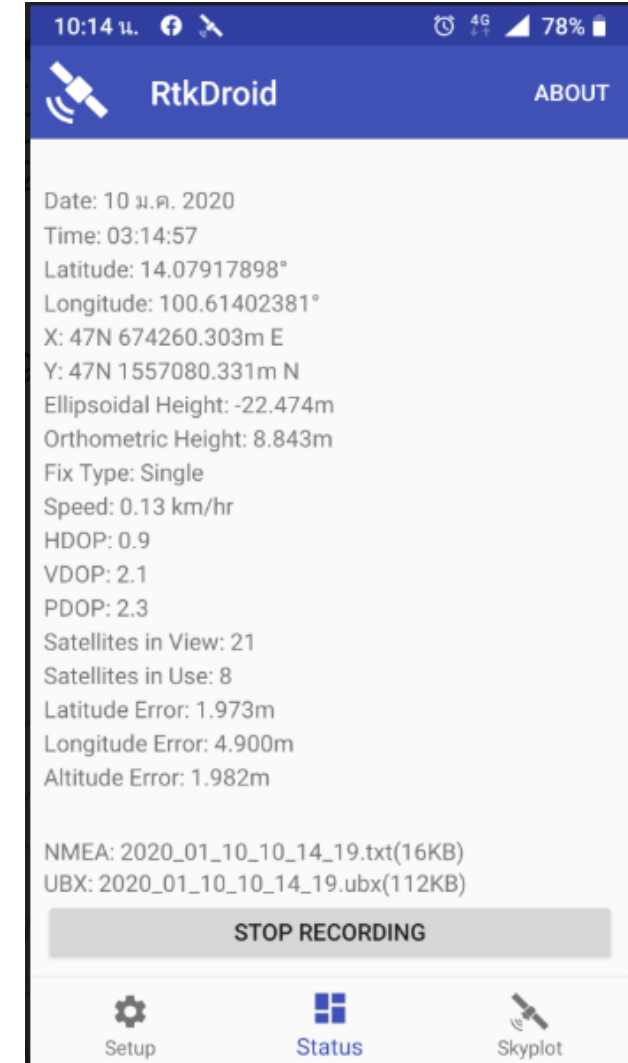 10:14 น. 4G 78%
RtkDroid ABOUT
Date: 10 ม.ค. 2020
Time: 03:14:57
Latitude: 14.07917898°
Longitude: 100.61402381°
X: 47N 674260.303m E
Y: 47N 1557080.331m N
Ellipsoidal Height: -22.474m
Orthometric Height: 8.843m
Fix Type: Single
Speed: 0.13 km/hr
HDOP: 0.9
VDOP: 2.1
PDOP: 2.3
Satellites in View: 21
Satellites in Use: 8
Latitude Error: 1.973m
Longitude Error: 4.900m
Altitude Error: 1.982m
NMEA: 2020_01_10_10_14_19.txt(16KB)
UBX: 2020_01_10_10_14_19.ubx(112KB)
STOP RECORDING
Setup Status Skyplot